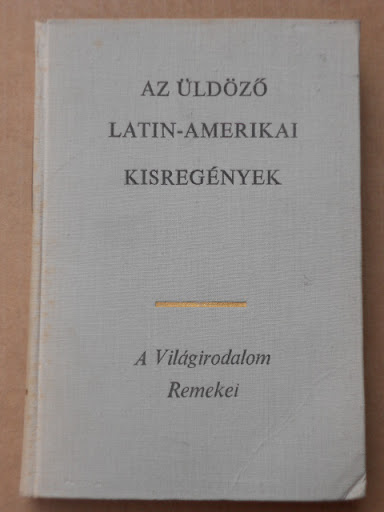 AZ ÜLDÖZŐ
LATIN-AMERIKAI
KISREGÉNYEK
A Világirodalom
Remekei